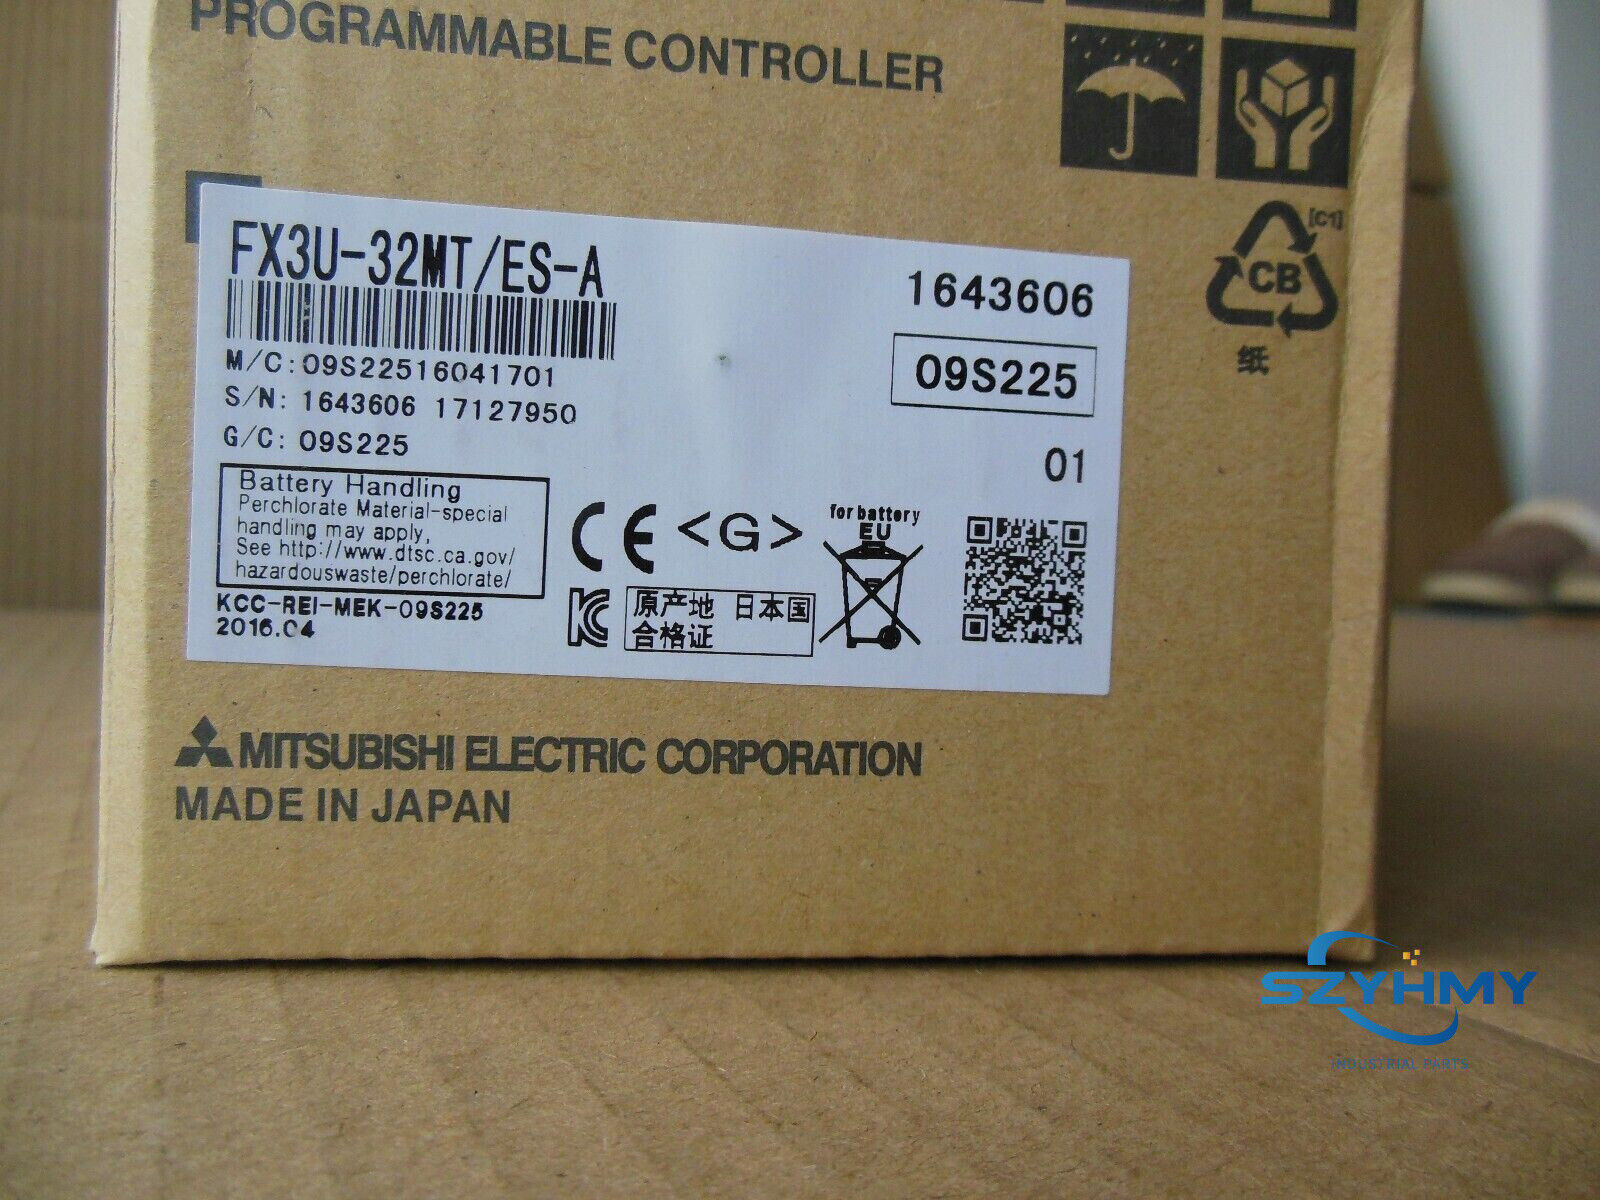 PROGRAMMABLE CONTROLLER
[C1]
CB
纸
FX3U-32MT/ES-A
1643606
M/C:09S22516041701
09S225
S/N: 1643606 17127950
G/C: 09S225
01
Battery Handling
Perchlorate Material-special
handling may apply,
See http://www.dtsc.ca.gov/
hazardouswaste/perchlorate/
CE <G>
for battery
EU
KCC-REI-MEK-09S225
2016.04
原产地 日本国
合格证
MITSUBISHI ELECTRIC CORPORATION
MADE IN JAPAN
SZYHMY
INDUSTRIAL PARTS